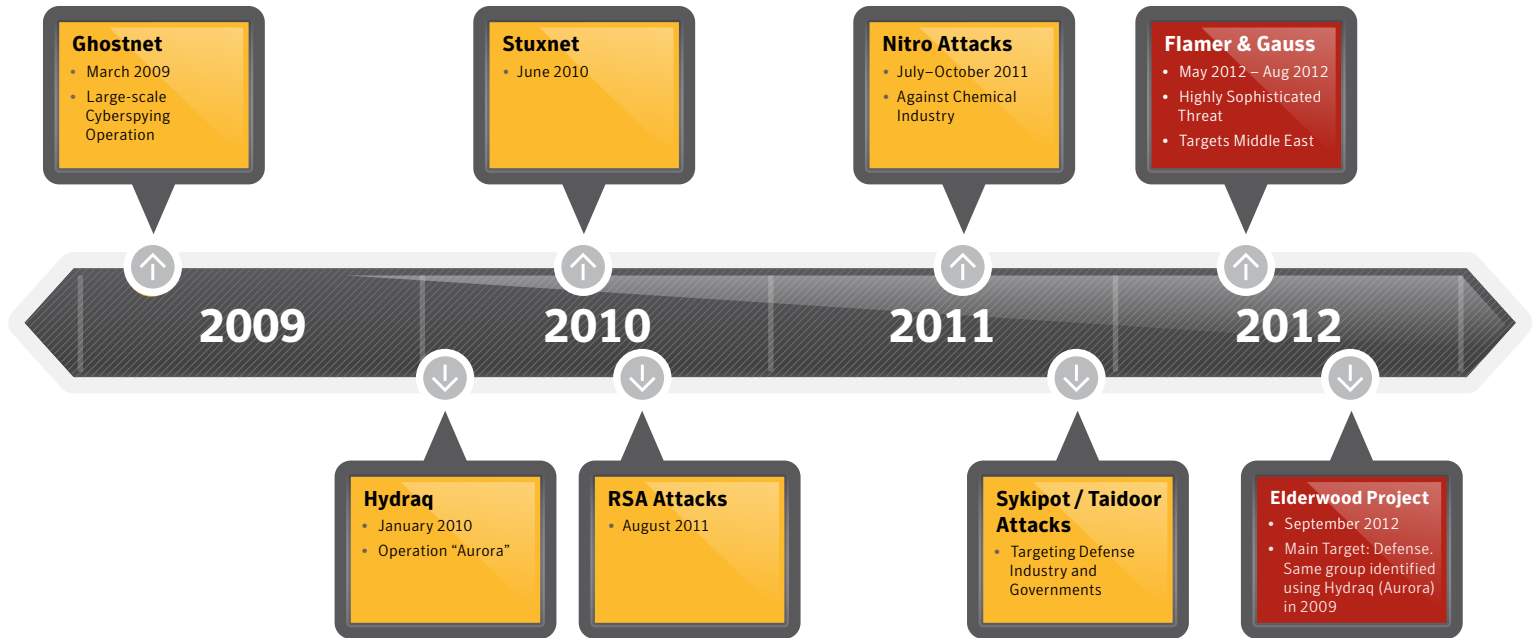 Ghostnet
• March 2009
• Large-scale
Cyberspying
Operation
Stuxnet
• June 2010
Nitro Attacks
• July–October 2011
• Against Chemical
Industry
Flamer & Gauss
• May 2012 – Aug 2012
• Highly Sophisticated
Threat
• Targets Middle East
2009
2010
2011
2012
Hydraq
• January 2010
• Operation “Aurora”
RSA Attacks
• August 2011
Sykipot / Taidoor
Attacks
• Targeting Defense
Industry and
Governments
Elderwood Project
• September 2012
• Main Target: Defense.
Same group identified
using Hydraq (Aurora)
in 2009